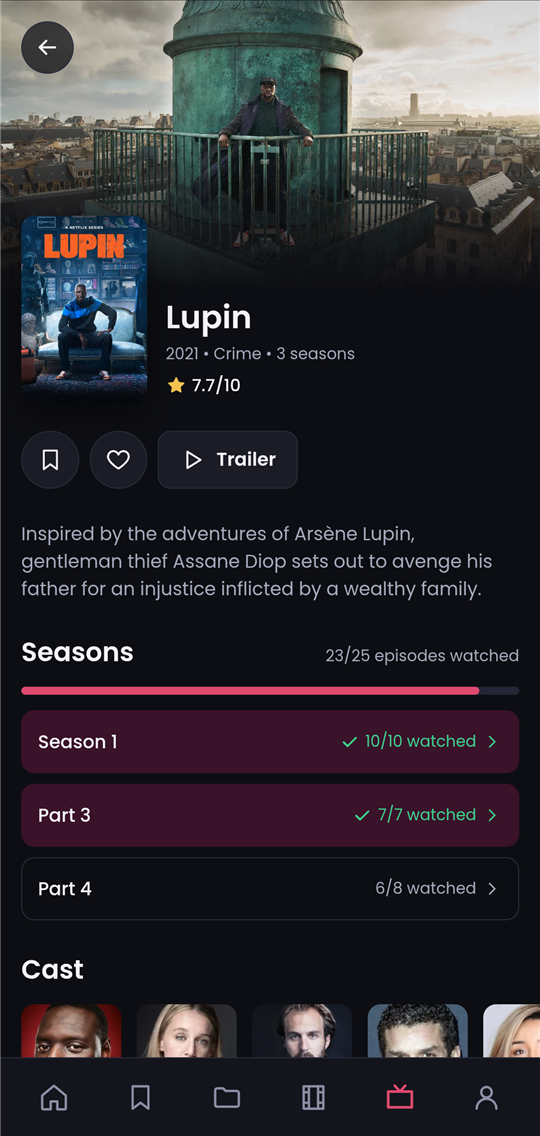 A NETFLIX SERIES
LUPIN
Lupin
2021 • Crime • 3 seasons
7.7/10
Trailer
Inspired by the adventures of Arsène Lupin,
gentleman thief Assane Diop sets out to avenge his
father for an injustice inflicted by a wealthy family.
Seasons
23/25 episodes watched
Season 1
10/10 watched
Part 3
7/7 watched
Part 4
6/8 watched
Cast